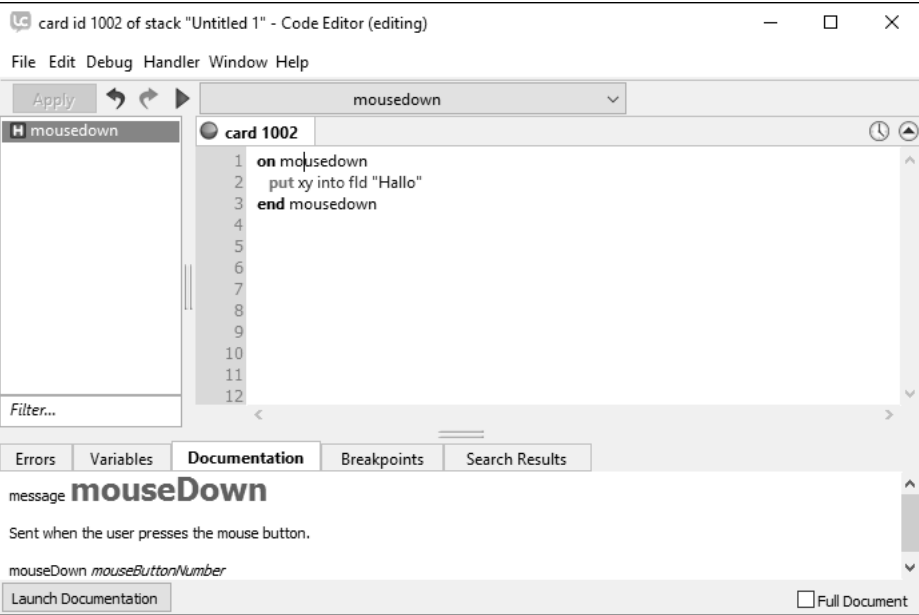 LC card id 1002 of stack "Untitled 1" - Code Editor (editing)
File Edit Debug Handler Window Help
Apply
mousedown
H mousedown
card 1002
1 on mousedown
2 put xy into fld "Hallo"
3 end mousedown
4
5
6
7
8
9
10
11
12
Filter...
Errors Variables Documentation Breakpoints Search Results
message mouseDown
Sent when the user presses the mouse button.
mouseDown mouseButtonNumber
Launch Documentation
Full Document